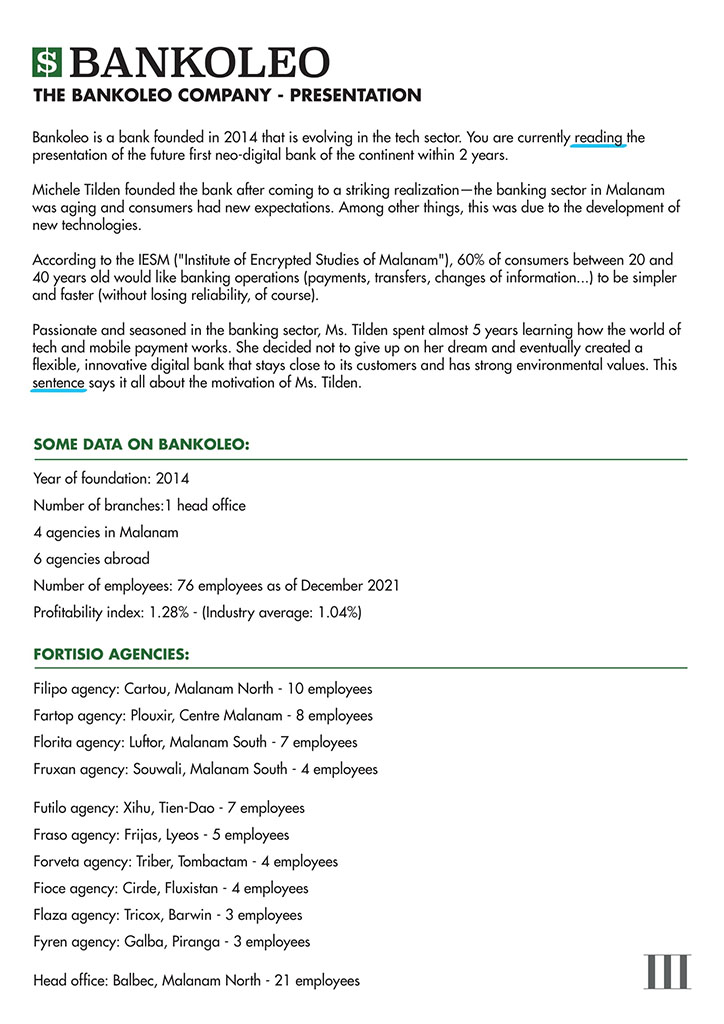 $ BANKOLEO
THE BANKOLEO COMPANY - PRESENTATION
Bankoleo is a bank founded in 2014 that is evolving in the tech sector. You are currently reading the
presentation of the future first neo-digital bank of the continent within 2 years.
Michele Tilden founded the bank after coming to a striking realization—the banking sector in Malanam
was aging and consumers had new expectations. Among other things, this was due to the development of
new technologies.
According to the IESM ("Institute of Encrypted Studies of Malanam"), 60% of consumers between 20 and
40 years old would like banking operations (payments, transfers, changes of information...) to be simpler
and faster (without losing reliability, of course).
Passionate and seasoned in the banking sector, Ms. Tilden spent almost 5 years learning how the world of
tech and mobile payment works. She decided not to give up on her dream and eventually created a
flexible, innovative digital bank that stays close to its customers and has strong environmental values. This
sentence says it all about the motivation of Ms. Tilden.
SOME DATA ON BANKOLEO:
Year of foundation: 2014
Number of branches:1 head office
4 agencies in Malanam
6 agencies abroad
Number of employees: 76 employees as of December 2021
Profitability index: 1.28% - (Industry average: 1.04%)
FORTISIO AGENCIES:
Filipo agency: Cartou, Malanam North - 10 employees
Fartop agency: Plouxir, Centre Malanam - 8 employees
Florita agency: Luftor, Malanam South - 7 employees
Fruxan agency: Souwali, Malanam South - 4 employees
Futilo agency: Xihu, Tien-Dao - 7 employees
Fraso agency: Frijas, Lyeos - 5 employees
Forveta agency: Triber, Tombactam - 4 employees
Fioce agency: Cirde, Fluxistan - 4 employees
Flaza agency: Tricox, Barwin - 3 employees
Fyren agency: Galba, Piranga - 3 employees
Head office: Balbec, Malanam North - 21 employees
III